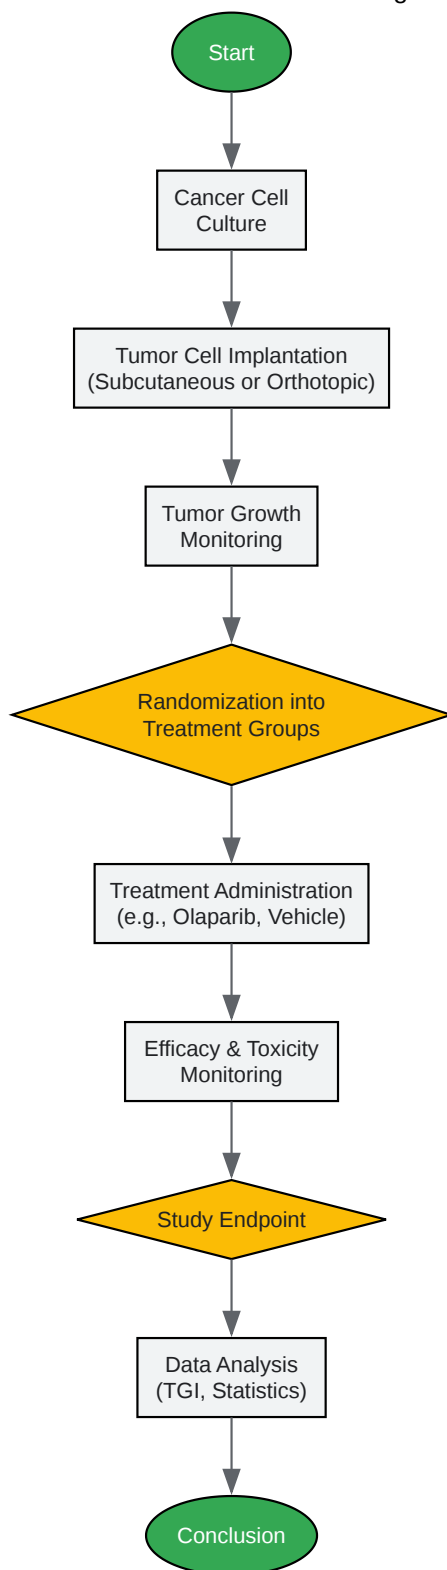 Start
Cancer Cell
Culture
Tumor Cell Implantation
(Subcutaneous or Orthotopic)
Tumor Growth
Monitoring
Randomization into
Treatment Groups
Treatment Administration
(e.g., Olaparib, Vehicle)
Efficacy & Toxicity
Monitoring
Study Endpoint
Data Analysis
(TGI, Statistics)
Conclusion